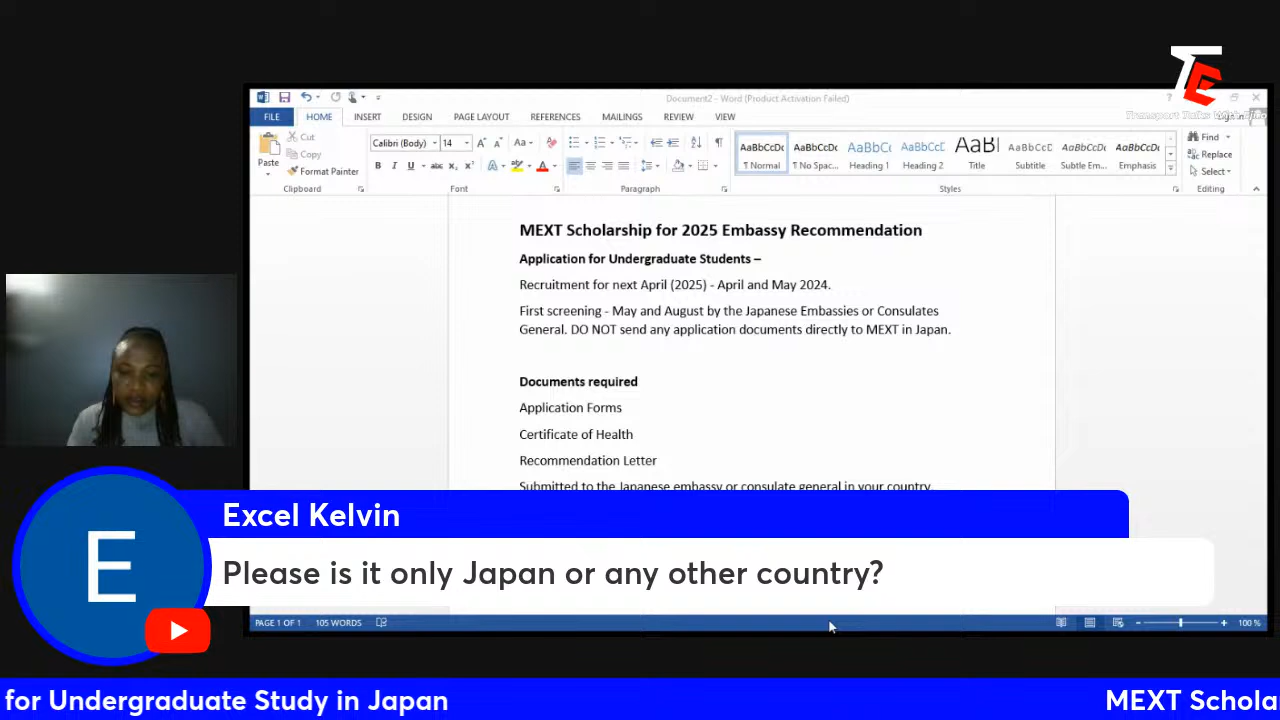 TE
Transport Talks With
Document2 - Word (Product Activation Failed)
FILE HOME INSERT DESIGN PAGE LAYOUT REFERENCES MAILINGS REVIEW VIEW
Paste
Cut
Copy
Format Painter
Calibri (Body) 14
AaBbCcDc AaBbCcDc AaBbCc AaBbCcD AaBl AaBbCcDc AaBbCcDc AaBbCcDc
¶ Normal ¶ No Spac... Heading 1 Heading 2 Title Subtitle Subtle Em... Emphasis
Find
Replace
Select
Clipboard Font Paragraph Styles Editing
MEXT Scholarship for 2025 Embassy Recommendation
Application for Undergraduate Students –
Recruitment for next April (2025) - April and May 2024.
First screening - May and August by the Japanese Embassies or Consulates
General. DO NOT send any application documents directly to MEXT in Japan.
Documents required
Application Forms
Certificate of Health
Recommendation Letter
Submitted to the Japanese embassy or consulate general in your country.
E
Excel Kelvin
Please is it only Japan or any other country?
PAGE 1 OF 1 105 WORDS 100 %
for Undergraduate Study in Japan MEXT Schola